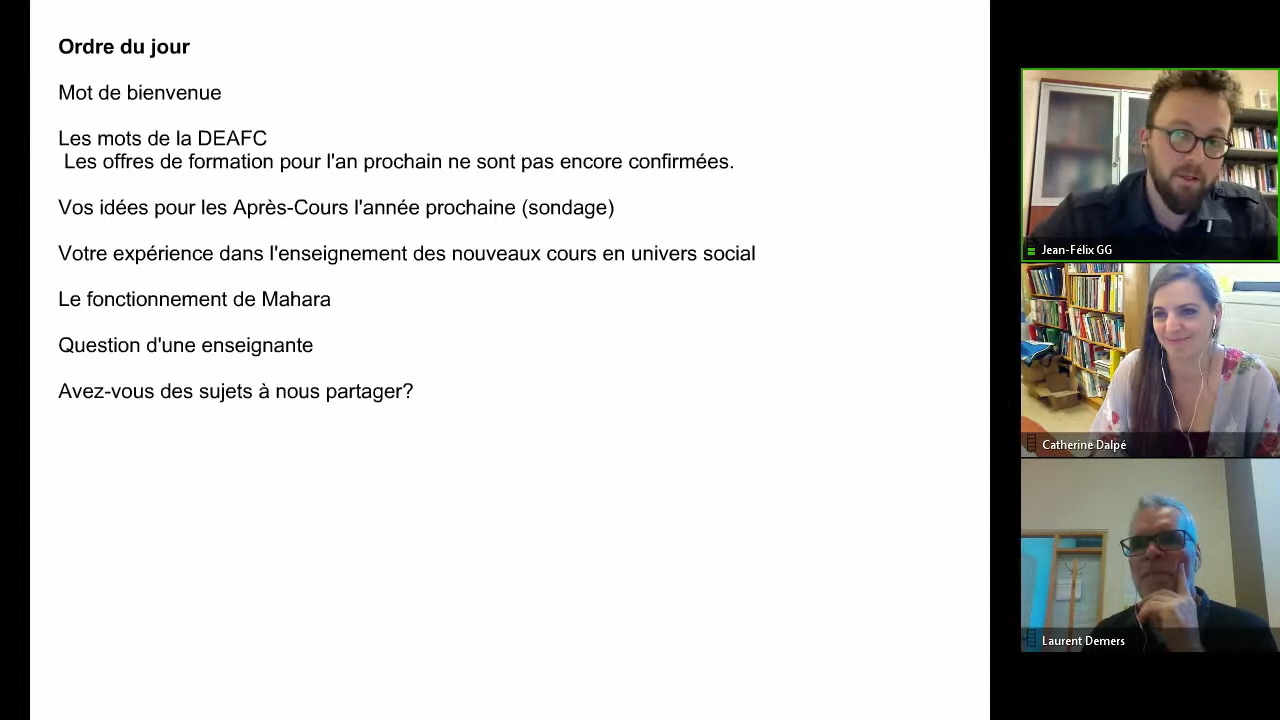 Ordre du jour
Mot de bienvenue
Les mots de la DEAFC
Les offres de formation pour l'an prochain ne sont pas encore confirmées.
Vos idées pour les Après-Cours l'année prochaine (sondage)
Votre expérience dans l'enseignement des nouveaux cours en univers social
Le fonctionnement de Mahara
Question d'une enseignante
Avez-vous des sujets à nous partager?
Jean-Félix GG
Catherine Dalpé
Laurent Demers